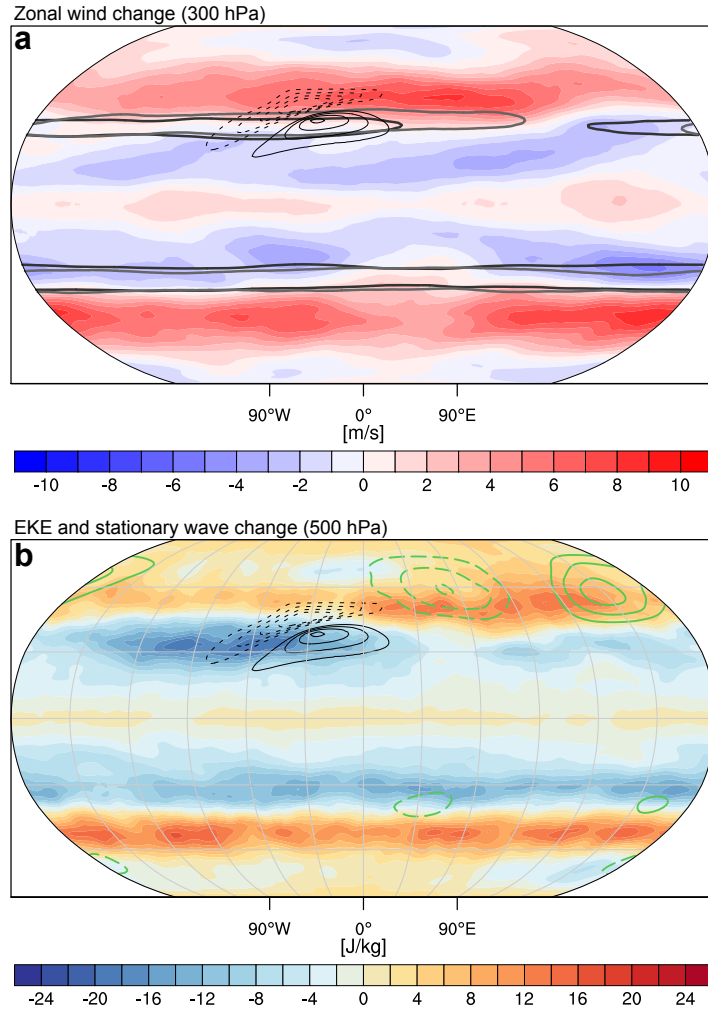 Zonal wind change (300 hPa)
a
90°W 0° 90°E
[m/s]
-10 -8 -6 -4 -2 0 2 4 6 8 10
EKE and stationary wave change (500 hPa)
b
90°W 0° 90°E
[J/kg]
-24 -20 -16 -12 -8 -4 0 4 8 12 16 20 24